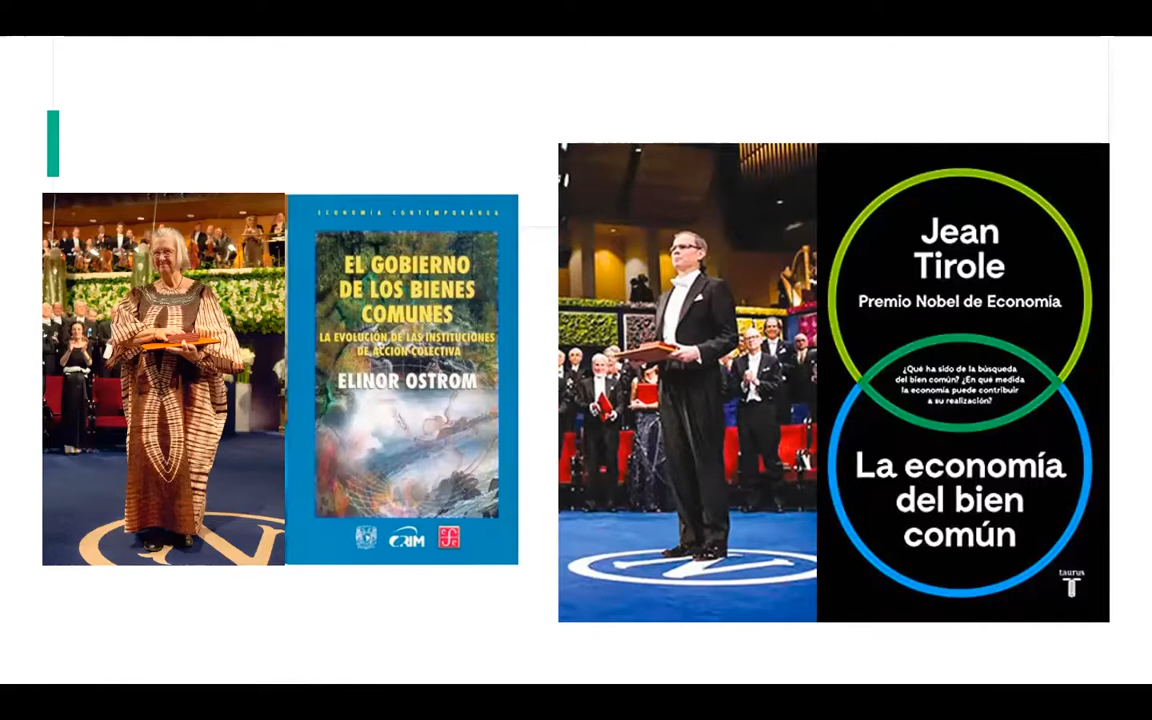 ECONOMÍA CONTEMPORÁNEA
EL GOBIERNO
DE LOS BIENES
COMUNES
LA EVOLUCIÓN DE LAS INSTITUCIONES
DE ACCIÓN COLECTIVA
ELINOR OSTROM
CRIM
fe
Jean
Tirole
Premio Nobel de Economía
¿Qué ha sido de la búsqueda
del bien común? ¿En qué medida
la economía puede contribuir
a su realización?
La economía
del bien
común
taurus
T